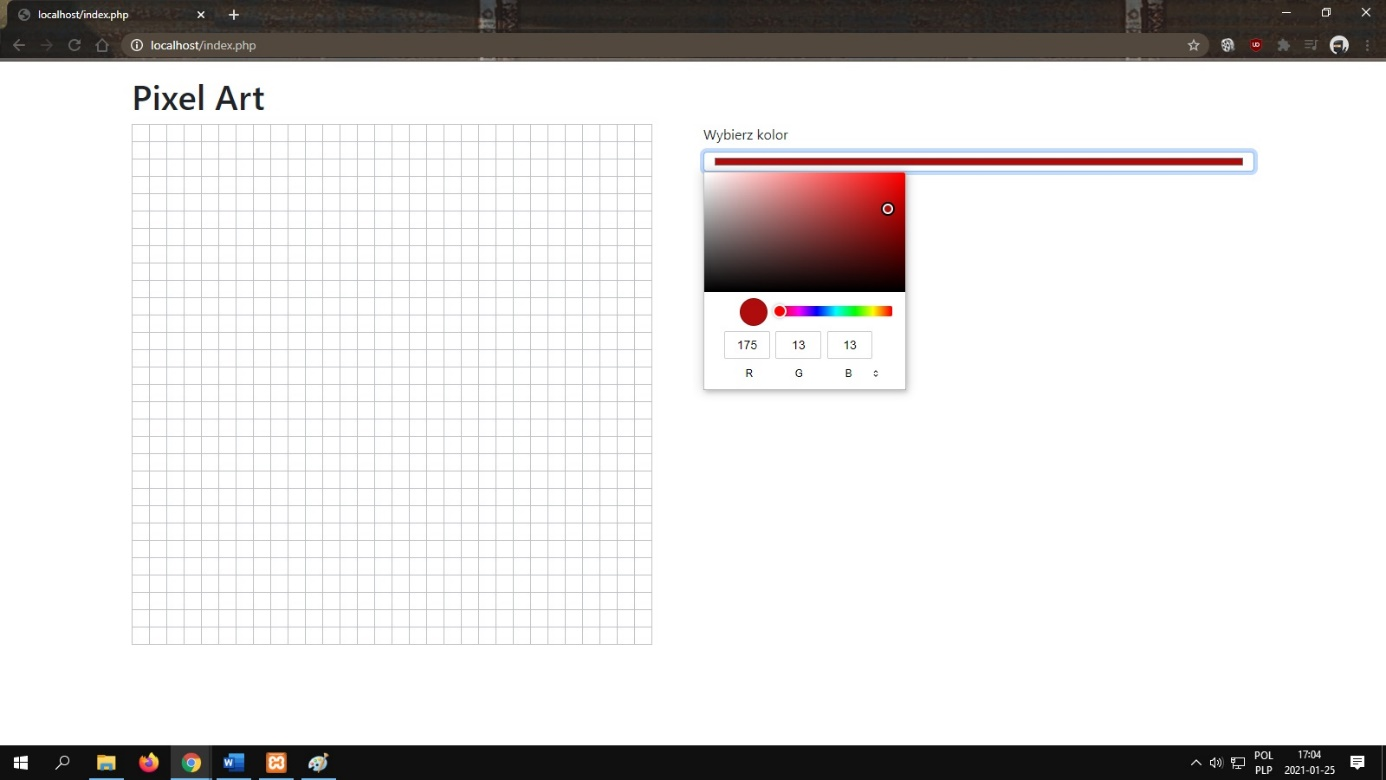 localhost/index.php
localhost/index.php
Pixel Art
Wybierz kolor
175 13 13
R G B
POL 17:04
PLP 2021-01-25